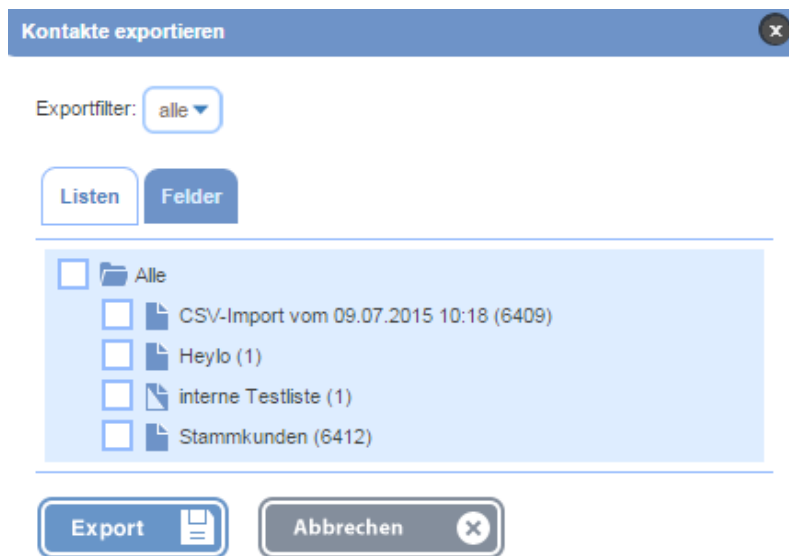 Kontakte exportieren
Exportfilter: alle
Listen Felder
Alle
CSV-Import vom 09.07.2015 10:18 (6409)
Heylo (1)
interne Testliste (1)
Stammkunden (6412)
Export Abbrechen